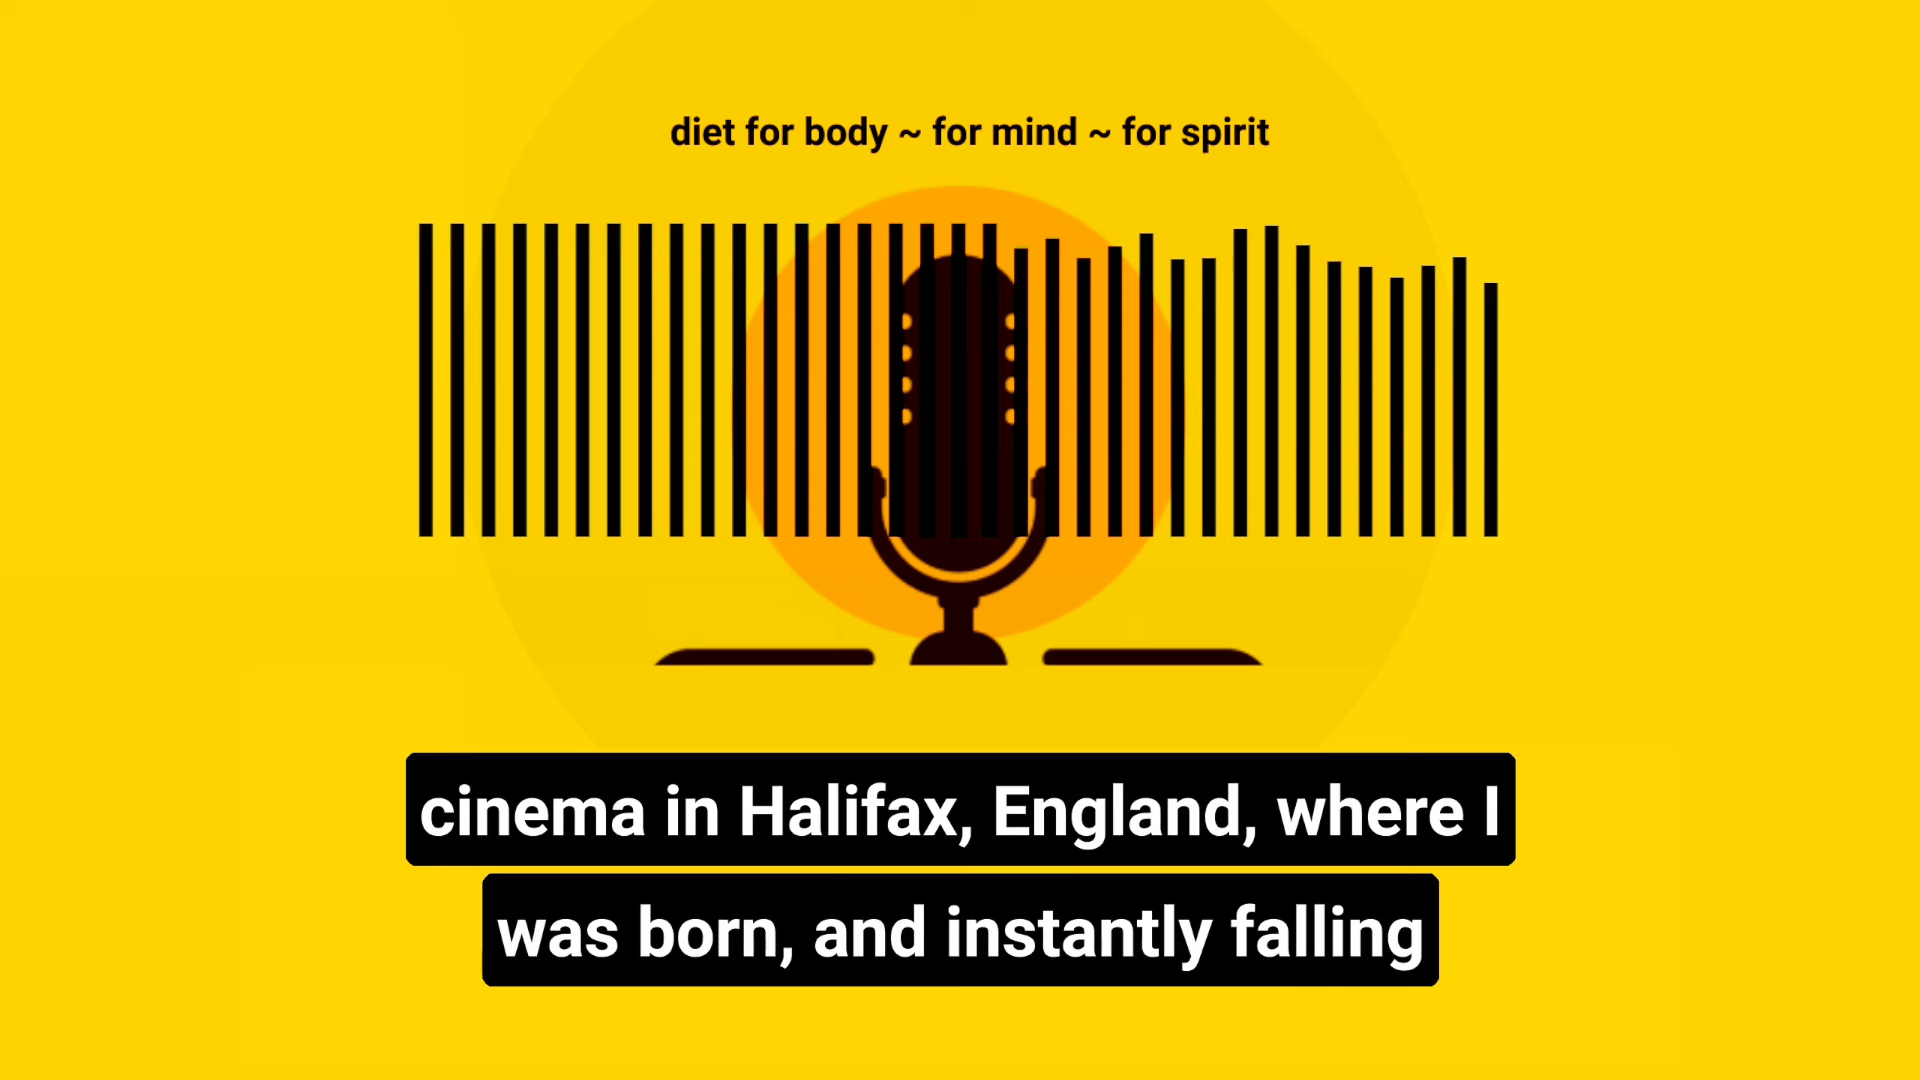 diet for body ~ for mind ~ for spirit
cinema in Halifax, England, where I
was born, and instantly falling